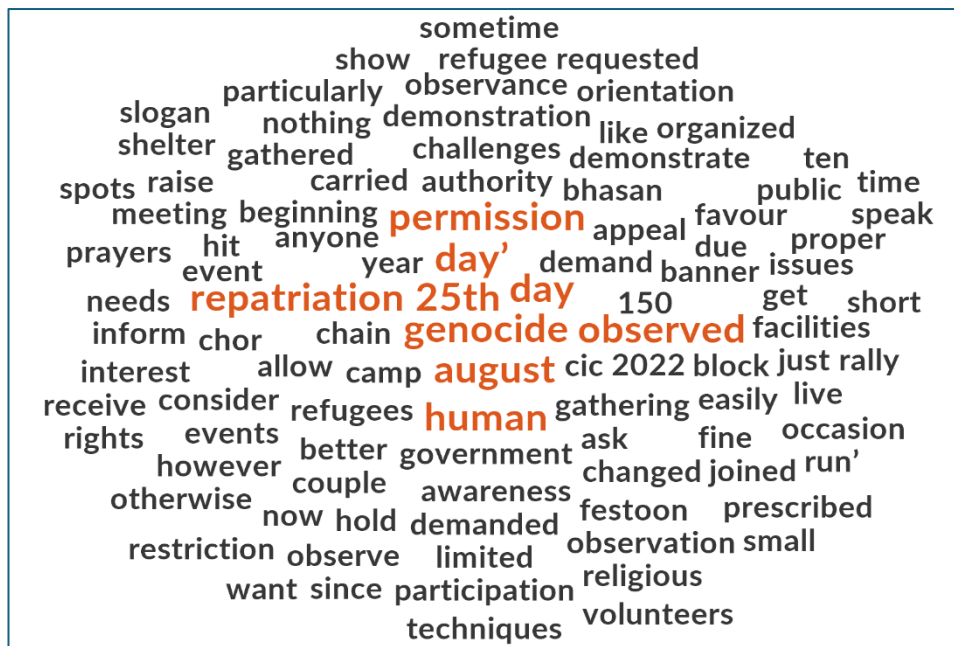 sometime
show refugee requested
particularly observance orientation
slogan nothing demonstration like organized
shelter gathered challenges demonstrate ten
spots raise carried authority bhasan public time
meeting beginning permission appeal favour speak
prayers hit anyone day’ demand due proper
event year banner issues
needs repatriation 25th day 150 get short
inform chor chain genocide observed facilities
interest allow camp august cic 2022 block just rally
receive consider refugees human gathering easily live
rights events better government ask fine occasion
however couple awareness changed joined run’
otherwise now hold demanded festoon prescribed
restriction observe limited observation small
want since participation religious
techniques volunteers